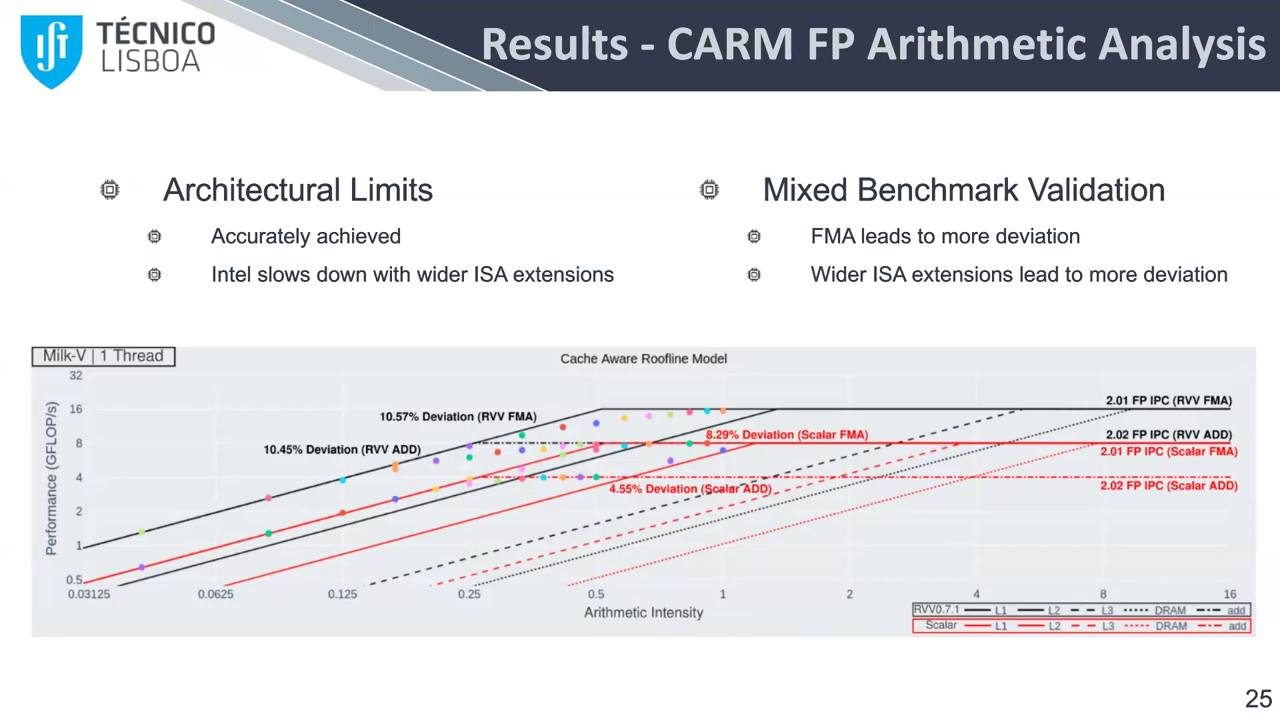 TÉCNICO
LISBOA
Results - CARM FP Arithmetic Analysis
Architectural Limits
Accurately achieved
Intel slows down with wider ISA extensions
Mixed Benchmark Validation
FMA leads to more deviation
Wider ISA extensions lead to more deviation
Milk-V | 1 Thread
Cache Aware Roofline Model
Performance (GFLOP/s)
32
16
8
4
2
1
0.5
10.57% Deviation (RVV FMA)
10.45% Deviation (RVV ADD)
8.29% Deviation (Scalar FMA)
4.55% Deviation (Scalar ADD)
2.01 FP IPC (RVV FMA)
2.02 FP IPC (RVV ADD)
2.01 FP IPC (Scalar FMA)
2.02 FP IPC (Scalar ADD)
0.03125 0.0625 0.125 0.25 0.5 1 2 4 8 16
Arithmetic Intensity
RVV0.7.1 L1 L2 L3 DRAM add
Scalar L1 L2 L3 DRAM add
25